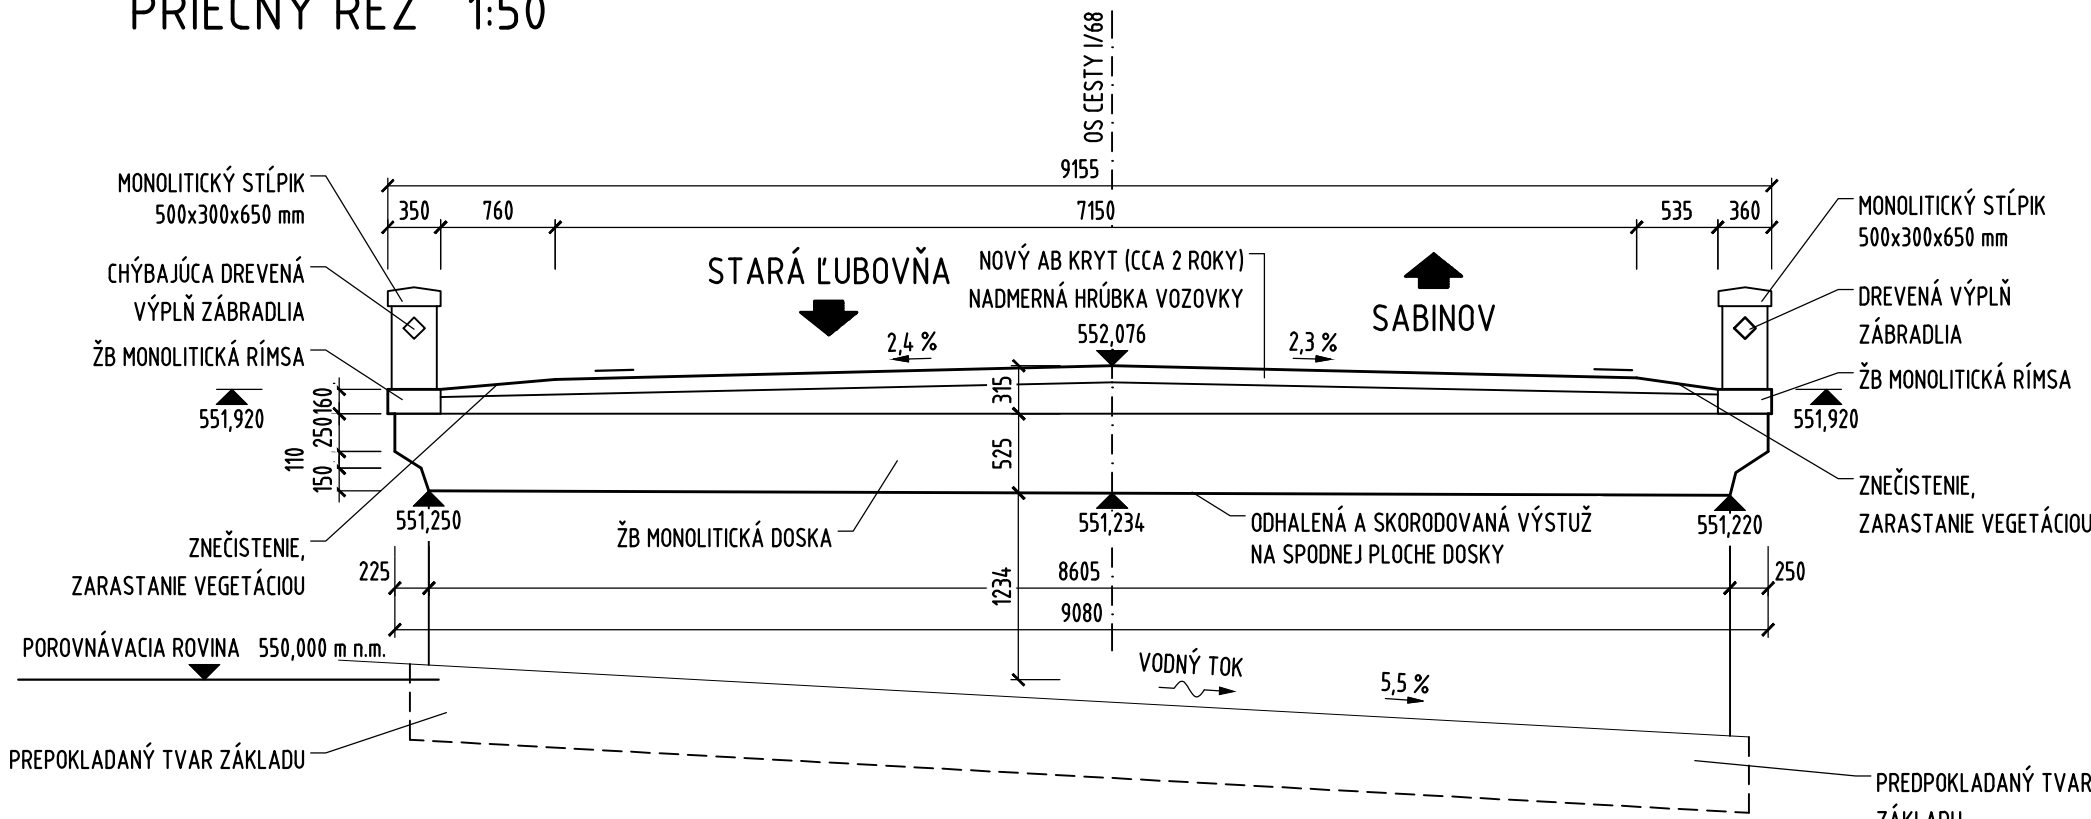 PRIEČNY REZ 1:50
OS CESTY I/68
9155
350
760
7150
535
360
MONOLITICKÝ STĹPIK
500x300x650 mm
MONOLITICKÝ STĹPIK
500x300x650 mm
CHÝBAJÚCA DREVENÁ
VÝPLŇ ZÁBRADLIA
STARÁ ĽUBOVŇA
NOVÝ AB KRYT (CCA 2 ROKY)
NADMERNÁ HRÚBKA VOZOVKY
SABINOV
DREVENÁ VÝPLŇ
ZÁBRADLIA
ŽB MONOLITICKÁ RÍMSA
2,4 %
552,076
2,3 %
ŽB MONOLITICKÁ RÍMSA
551,920
160
250
110
150
315
525
1234
551,920
551,250
551,234
551,220
ŽB MONOLITICKÁ DOSKA
ODHALENÁ A SKORODOVANÁ VÝSTUŽ
NA SPODNEJ PLOCHE DOSKY
ZNEČISTENIE,
ZARASTANIE VEGETÁCIOU
ZNEČISTENIE,
ZARASTANIE VEGETÁCIOU
225
8605
250
9080
POROVNÁVACIA ROVINA 550,000 m n.m.
VODNÝ TOK
5,5 %
PREPOKLADANÝ TVAR ZÁKLADU
PREDPOKLADANÝ TVAR
ZÁKLADU